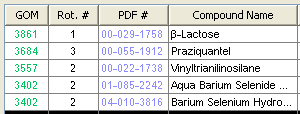 GOM Rot. # PDF # Compound Name
3861 1 00-029-1758 β-Lactose
3684 3 00-055-1912 Praziquantel
3557 2 00-022-1738 Vinyltrianilinosilane
3402 2 01-085-2242 Aqua Barium Selenide ...
3402 2 04-010-3816 Barium Selenium Hydro...